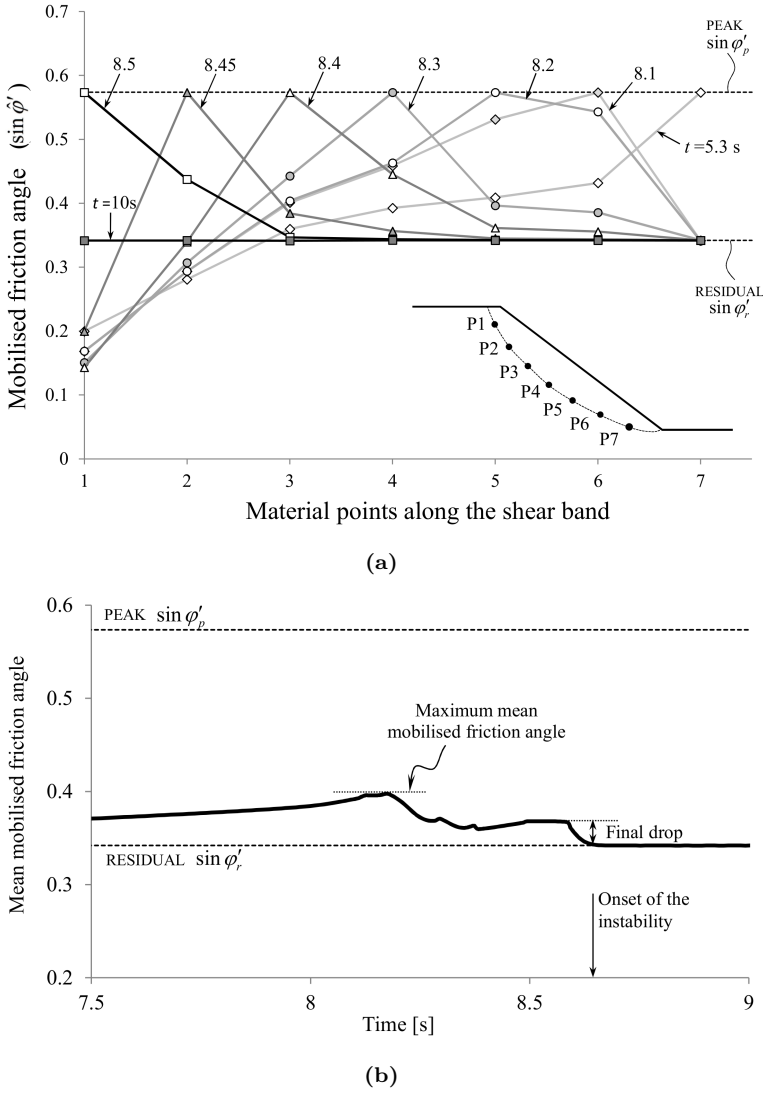 0.7
PEAK
sin φ′p
8.5
8.45
8.4
8.3
8.2
8.1
0.6
0.5
t =5.3 s
0.4
t =10s
0.3
RESIDUAL
sin φ′r
0.2
0.1
0
P1
P2
P3
P4
P5
P6
P7
Mobilised friction angle (sin φ̂′)
1 2 3 4 5 6 7
Material points along the shear band
(a)
0.6
PEAK sin φ′p
0.5
Maximum mean
mobilised friction angle
0.4
Final drop
RESIDUAL sin φ′r
0.3
Onset of the
instability
0.2
Mean mobilised friction angle
7.5 8 8.5 9
Time [s]
(b)